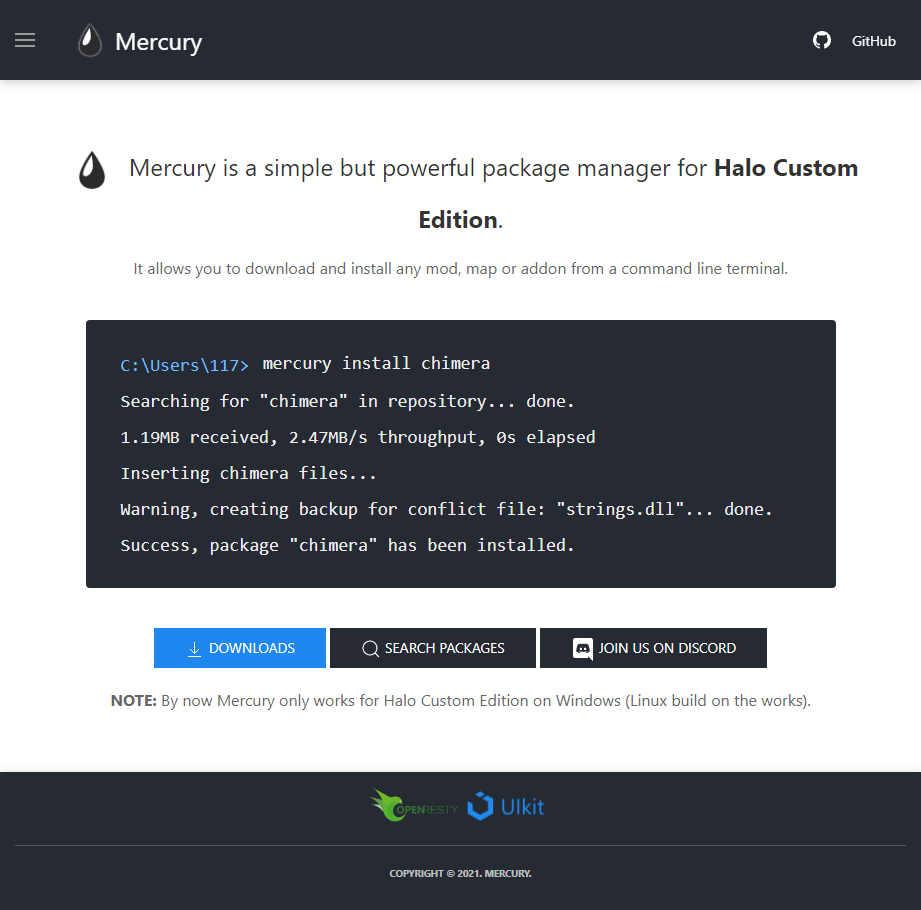 Mercury
GitHub
Mercury is a simple but powerful package manager for Halo Custom
Edition.
It allows you to download and install any mod, map or addon from a command line terminal.
C:\Users\117> mercury install chimera
Searching for "chimera" in repository... done.
1.19MB received, 2.47MB/s throughput, 0s elapsed
Inserting chimera files...
Warning, creating backup for conflict file: "strings.dll"... done.
Success, package "chimera" has been installed.
DOWNLOADS
SEARCH PACKAGES
JOIN US ON DISCORD
NOTE: By now Mercury only works for Halo Custom Edition on Windows (Linux build on the works).
OPENRESTY
UIkit
COPYRIGHT © 2021. MERCURY.